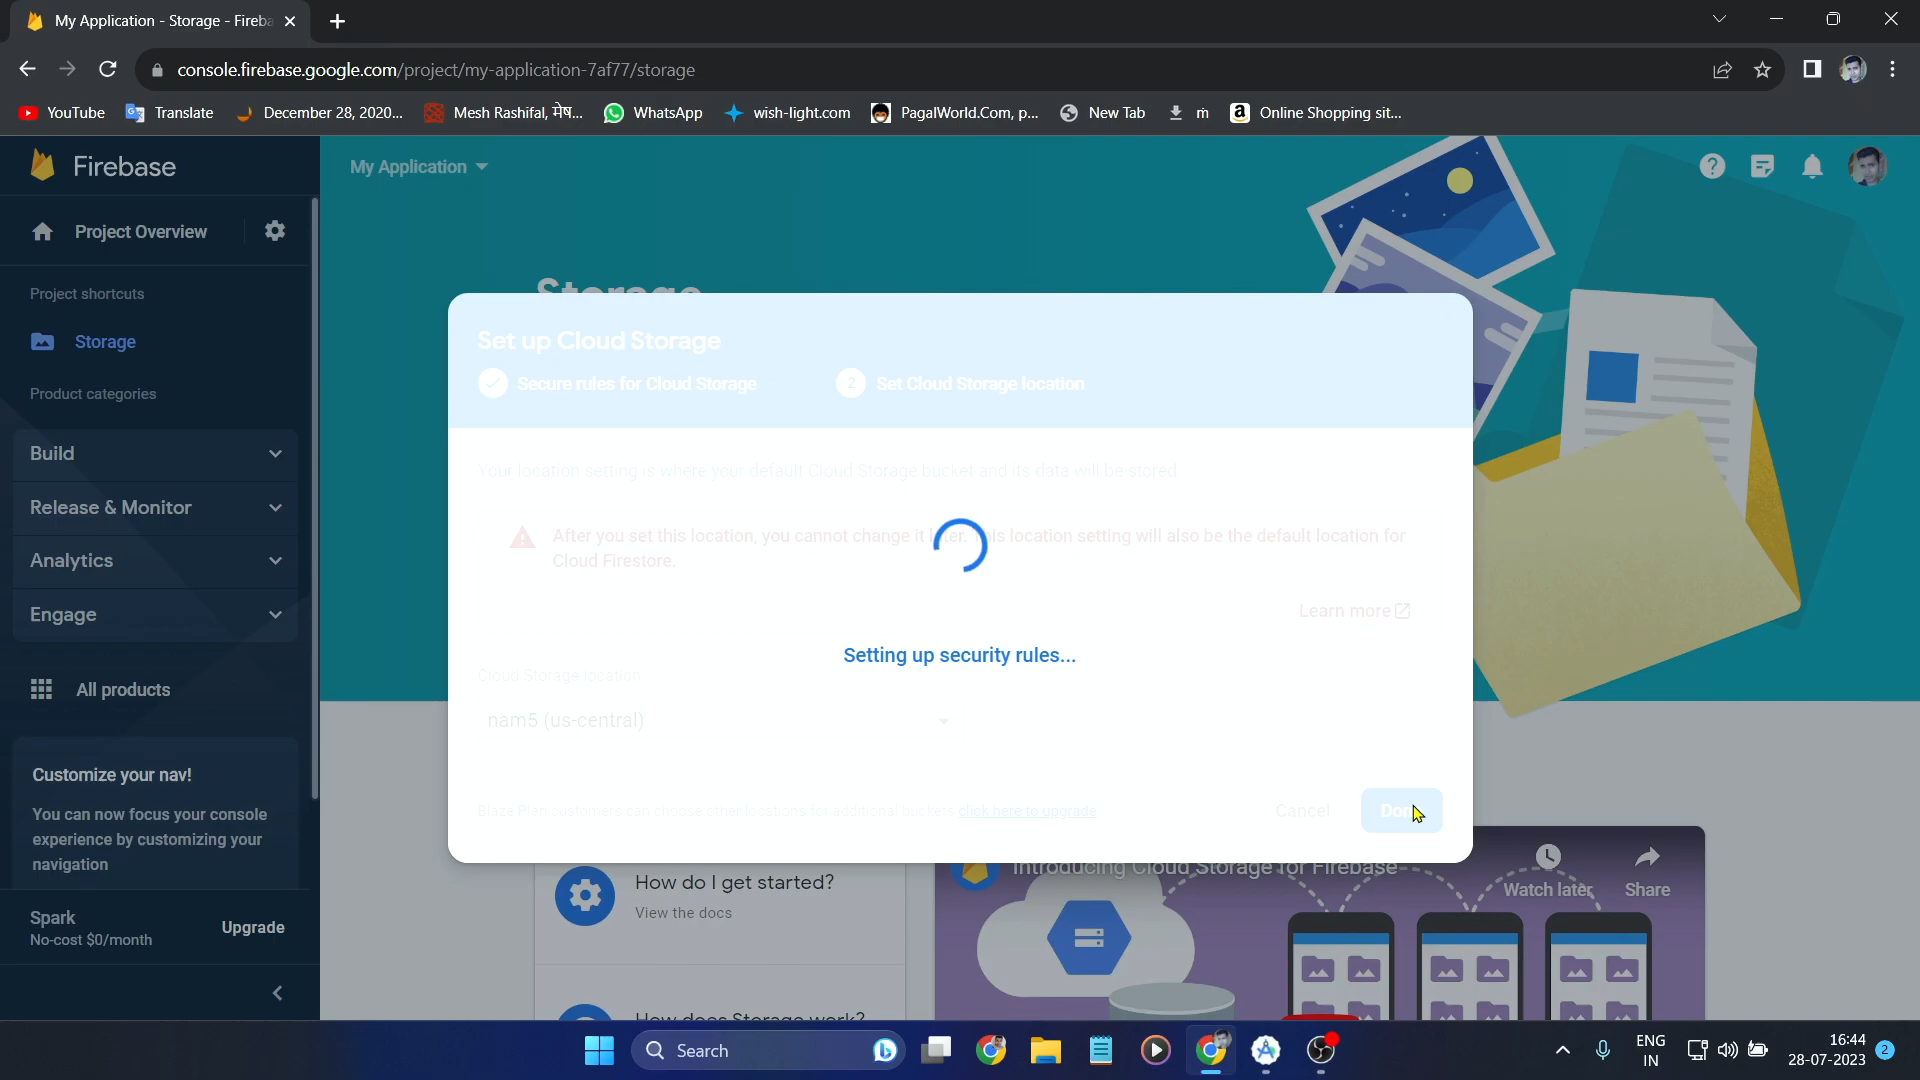 My Application - Storage - Fireba
console.firebase.google.com/project/my-application-7af77/storage
YouTube
Translate
December 28, 2020...
Mesh Rashifal, मेष...
WhatsApp
wish-light.com
PagalWorld.Com, p...
New Tab
ṁ
a
Online Shopping sit...
Firebase
My Application
Project Overview
Project shortcuts
Storage
Product categories
Build
Release & Monitor
Analytics
Engage
All products
Customize your nav!
You can now focus your console
experience by customizing your
navigation
Spark
No-cost $0/month
Upgrade
Storage
Set up Cloud Storage
Secure rules for Cloud Storage
2
Set Cloud Storage location
Your location setting is where your default Cloud Storage bucket and its data will be stored
After you set this location, you cannot change it later. This location setting will also be the default location for
Cloud Firestore.
Learn more
Setting up security rules...
Cloud Storage location
nam5 (us-central)
Blaze Plan customers can choose other locations for additional buckets click here to upgrade
Cancel
Done
How do I get started?
View the docs
How does Storage work?
Introducing Cloud Storage for Firebase
Watch later
Share
Search
ENG
IN
16:44
28-07-2023
2